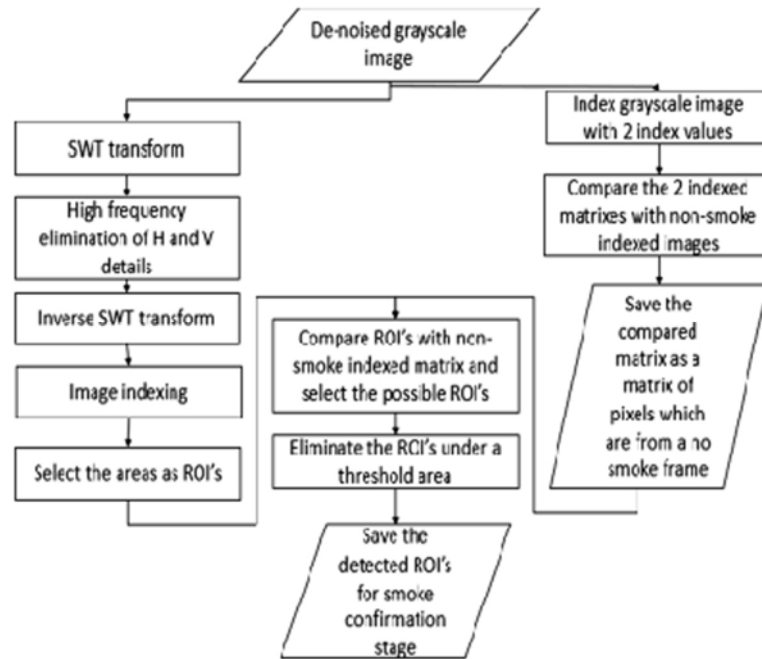 De-noised grayscale
image
SWT transform
High frequency
elimination of H and V
details
Inverse SWT transform
Image indexing
Select the areas as ROI's
Index grayscale image
with 2 index values
Compare the 2 indexed
matrixes with non-smoke
indexed images
Save the
compared
matrix as a
matrix of
pixels which
are from a no
smoke frame
Compare ROI's with non-
smoke indexed matrix and
select the possible ROI's
Eliminate the ROI's under a
threshold area
Save the
detected ROI's
for smoke
confirmation
stage